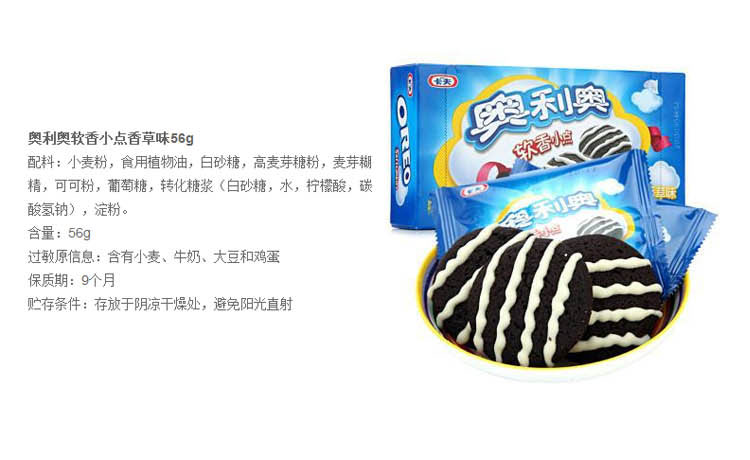 奥利奥软香小点香草味56g
配料：小麦粉，食用植物油，白砂糖，高麦芽糖粉，麦芽糊
精，可可粉，葡萄糖，转化糖浆（白砂糖，水，柠檬酸，碳
酸氢钠），淀粉。
含量：56g
过敏原信息：含有小麦、牛奶、大豆和鸡蛋
保质期：9个月
贮存条件：存放于阴凉干燥处，避免阳光直射
卡夫
奥利奥
软香小点
OREO
奥利奥